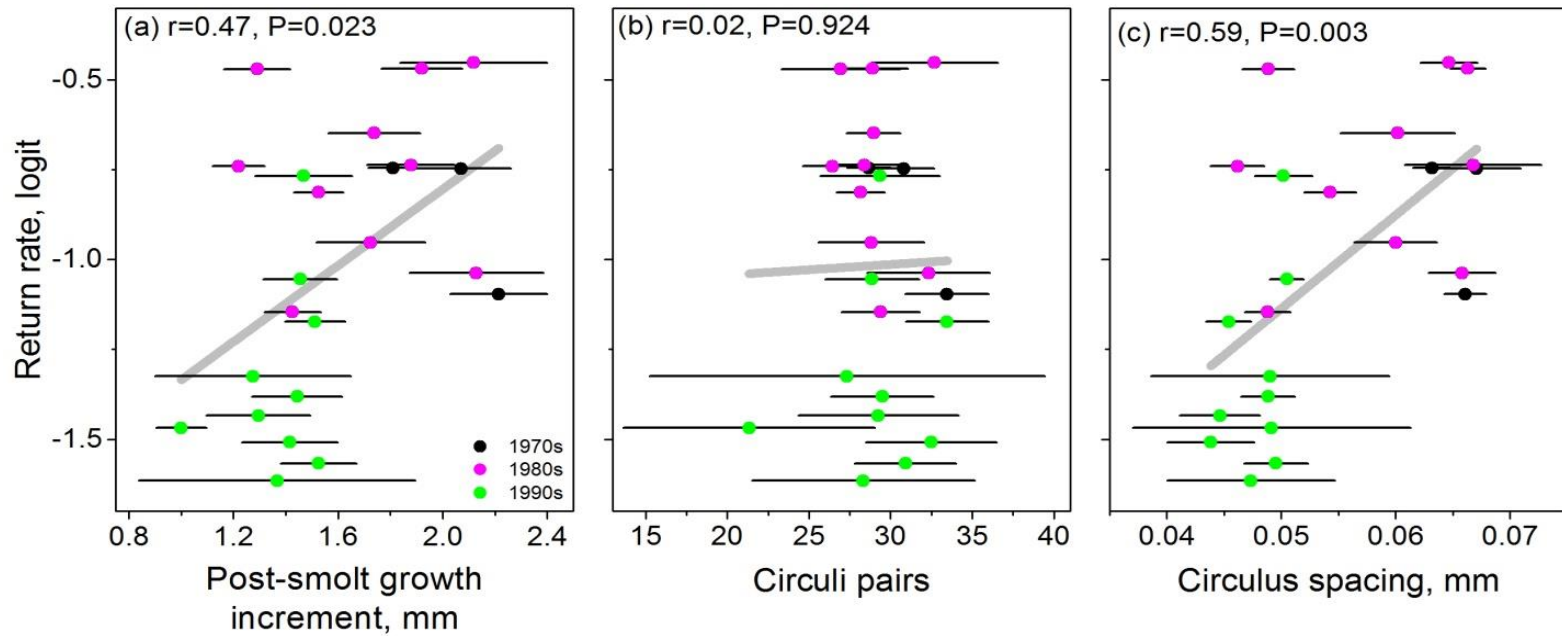 (a) r=0.47, P=0.023
(b) r=0.02, P=0.924
(c) r=0.59, P=0.003
Return rate, logit
-0.5
-1.0
-1.5
1970s
1980s
1990s
0.8 1.2 1.6 2.0 2.4
15 20 25 30 35 40
0.04 0.05 0.06 0.07
Post-smolt growth
increment, mm
Circuli pairs
Circulus spacing, mm